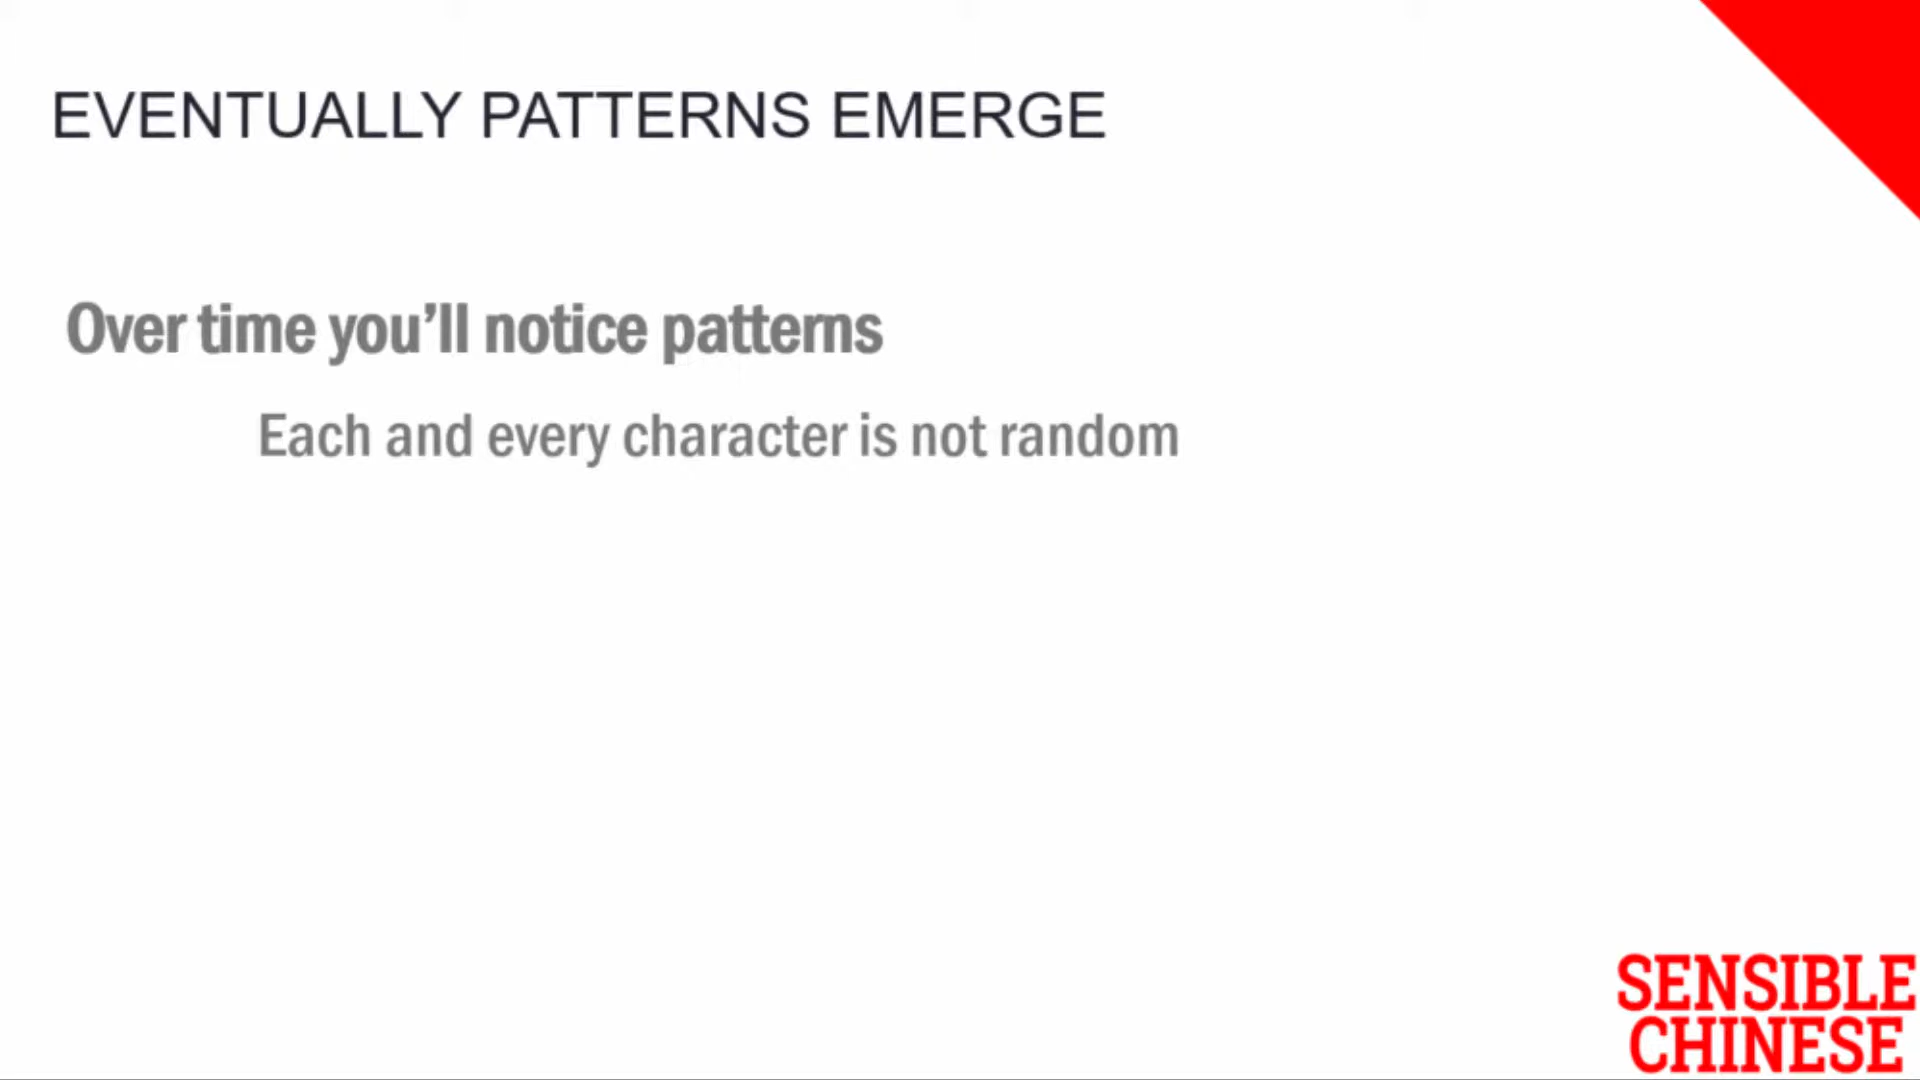 EVENTUALLY PATTERNS EMERGE
Over time you’ll notice patterns
Each and every character is not random
SENSIBLE
CHINESE